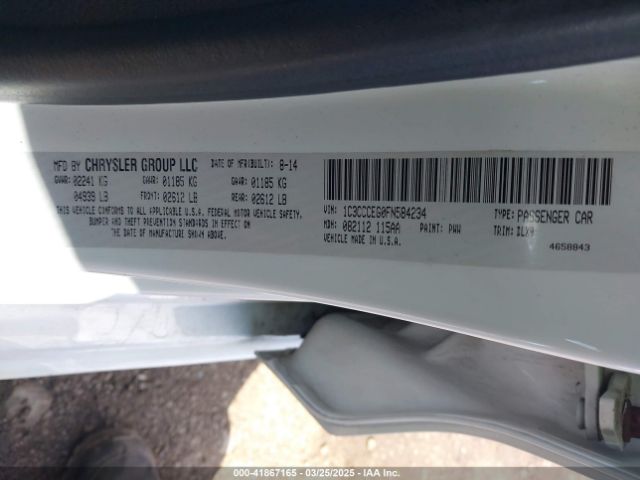 MFD BY CHRYSLER GROUP LLC DATE OF MFR(BUILT): 8-14
GVWR: 02241 KG GAWR: 01185 KG GAWR: 01185 KG
04939 LB FRONT: 02612 LB REAR: 02612 LB
THIS VEHICLE CONFORMS TO ALL APPLICABLE U.S.A. FEDERAL MOTOR VEHICLE SAFETY,
BUMPER AND THEFT PREVENTION STANDARDS IN EFFECT ON
THE DATE OF MANUFACTURE SHOWN ABOVE.
VIN: 1C3CCCEG0FN584234 TYPE: PASSENGER CAR
MDH: 082112 115AA PAINT: PWW TRIM: DLX9
VEHICLE MADE IN U.S.A. 4658843
000-41867165 | 03/25/2025 | IAA Inc.